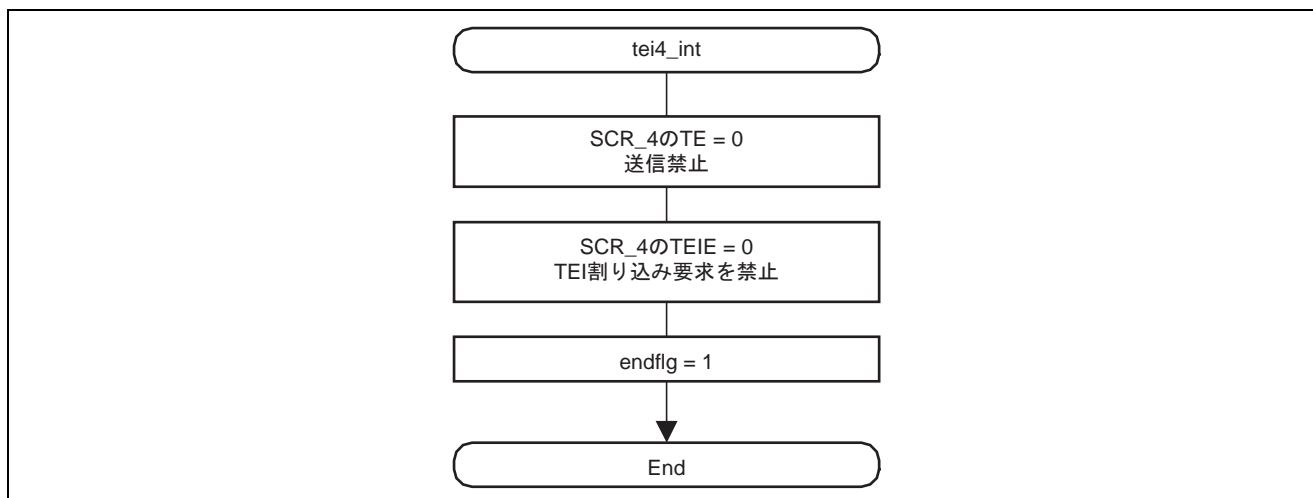 tei4_int
SCR_4のTE = 0
送信禁止
SCR_4のTEIE = 0
TEI割り込み要求を禁止
endflg = 1
End